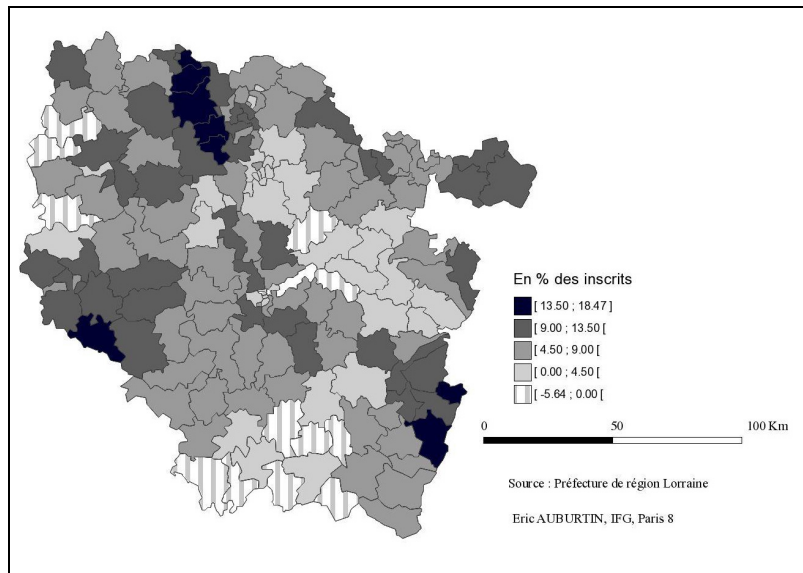 En % des inscrits
[ 13.50 ; 18.47 ]
[ 9.00 ; 13.50 [
[ 4.50 ; 9.00 [
[ 0.00 ; 4.50 [
[ -5.64 ; 0.00 [
0 50 100 Km
Source : Préfecture de région Lorraine
Eric AUBURTIN, IFG, Paris 8